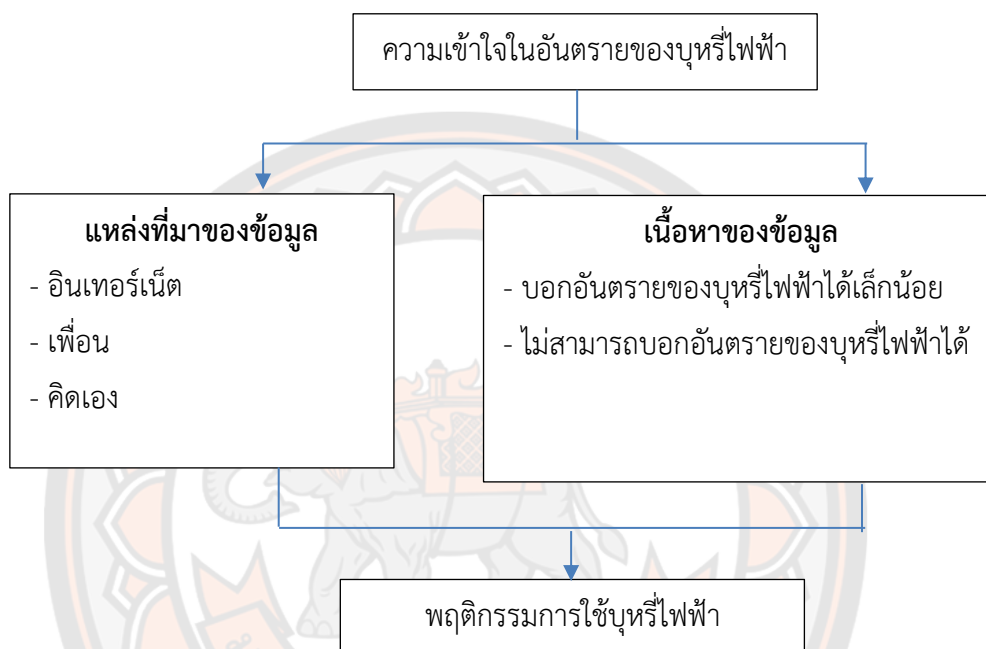 ความเข้าใจในอันตรายของบุหรี่ไฟฟ้า
แหล่งที่มาของข้อมูล
- อินเทอร์เน็ต
- เพื่อน
- คิดเอง
เนื้อหาของข้อมูล
- บอกอันตรายของบุหรี่ไฟฟ้าได้เล็กน้อย
- ไม่สามารถบอกอันตรายของบุหรี่ไฟฟ้าได้
พฤติกรรมการใช้บุหรี่ไฟฟ้า